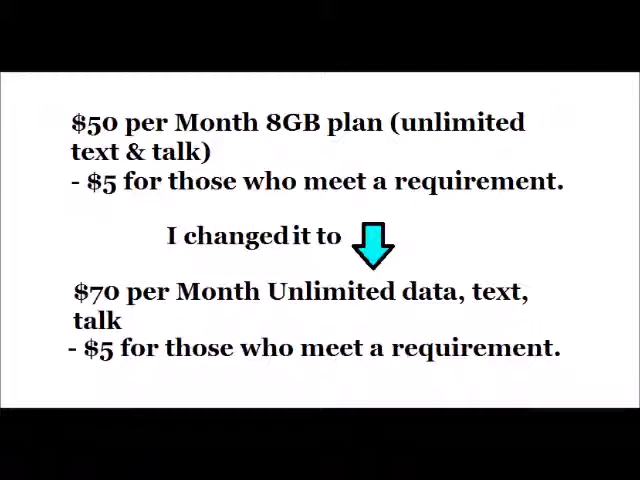 $50 per Month 8GB plan (unlimited
text & talk)
- $5 for those who meet a requirement.
I changed it to
$70 per Month Unlimited data, text,
talk
- $5 for those who meet a requirement.